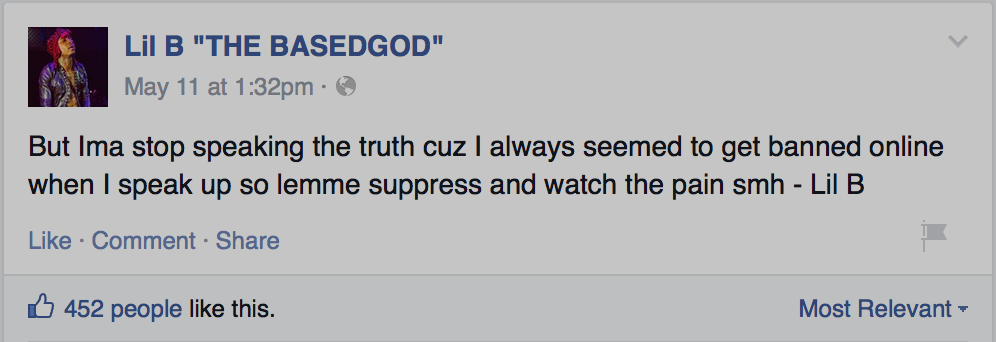 Lil B "THE BASEDGOD"
May 11 at 1:32pm ·
But Ima stop speaking the truth cuz I always seemed to get banned online
when I speak up so lemme suppress and watch the pain smh - Lil B
Like · Comment · Share
452 people like this.
Most Relevant